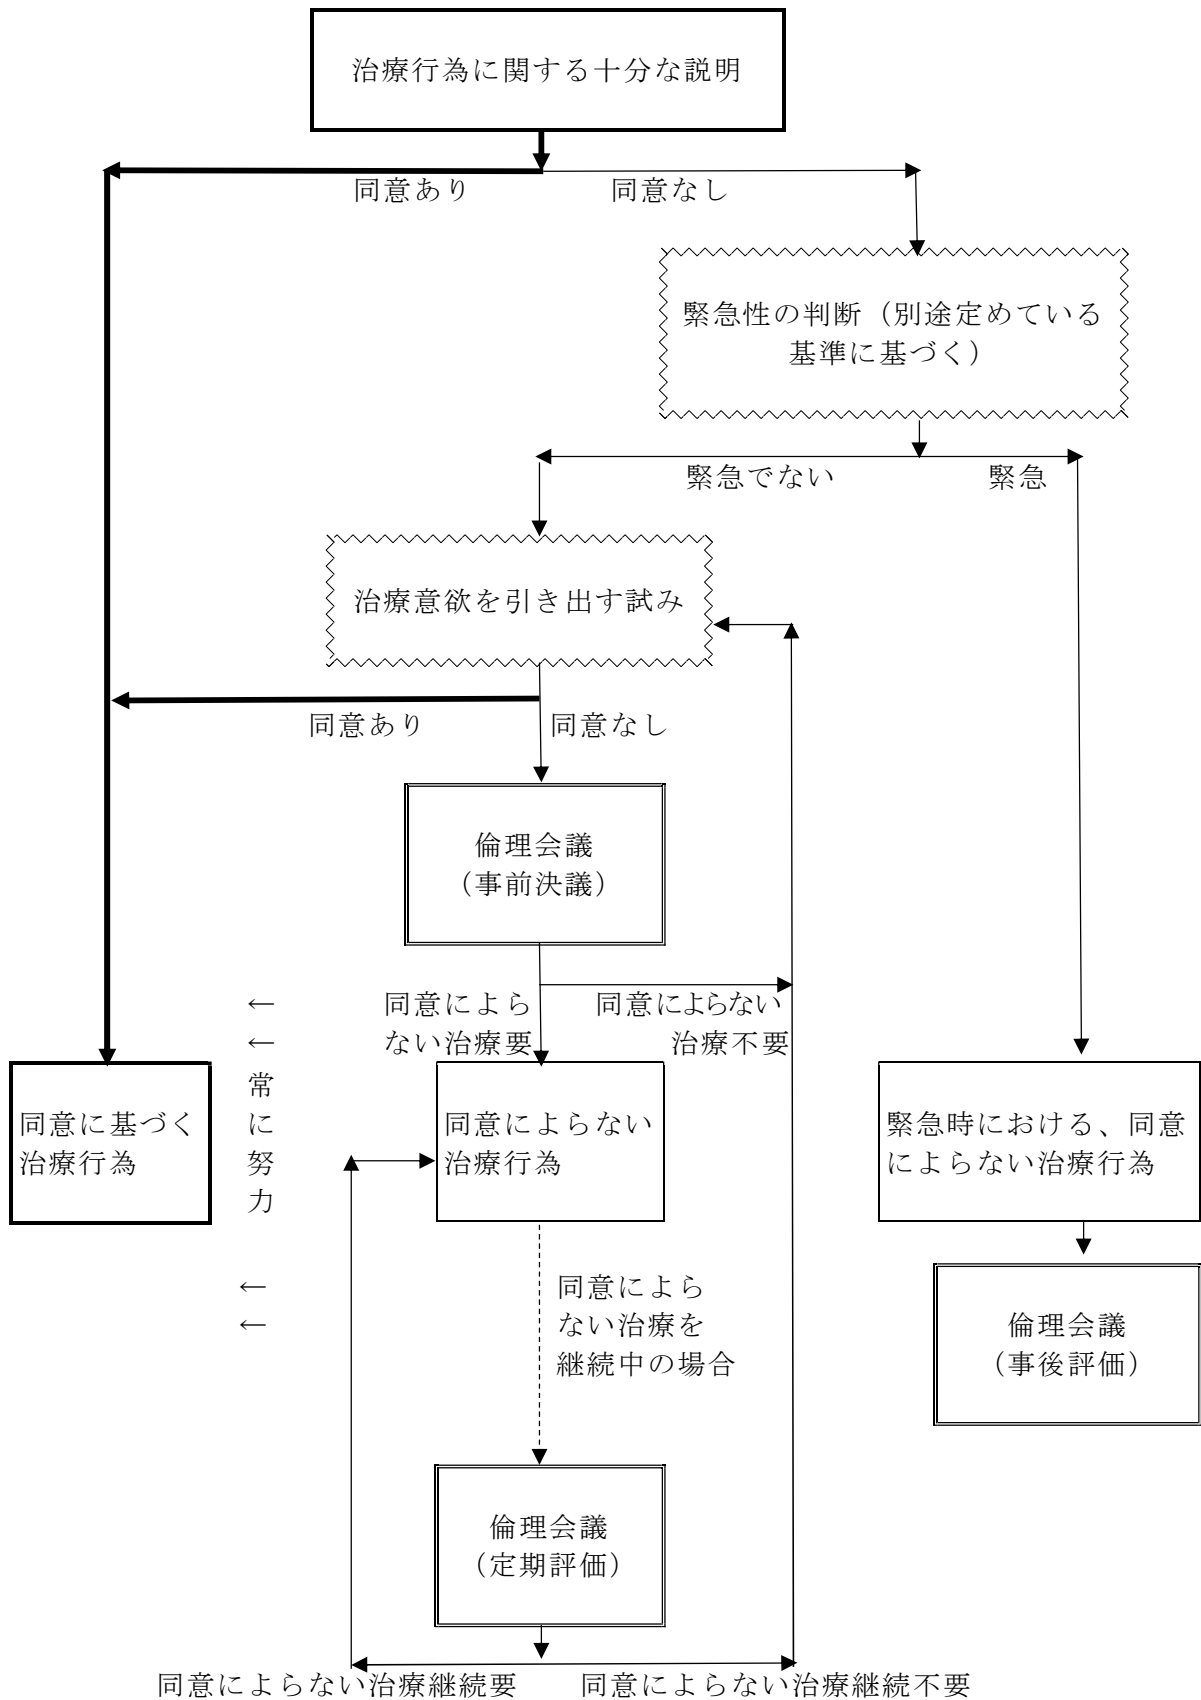 治療行為に関する十分な説明
同意あり
同意なし
緊急性の判断（別途定めている
基準に基づく）
緊急でない
緊急
治療意欲を引き出す試み
同意あり
同意なし
倫理会議
（事前決議）
同意によら
ない治療要
同意によらない
治療不要
←
←
常
に
努
力
←
←
同意に基づく
治療行為
同意によらない
治療行為
緊急時における、同意
によらない治療行為
同意によら
ない治療を
継続中の場合
倫理会議
（事後評価）
倫理会議
（定期評価）
同意によらない治療継続要
同意によらない治療継続不要